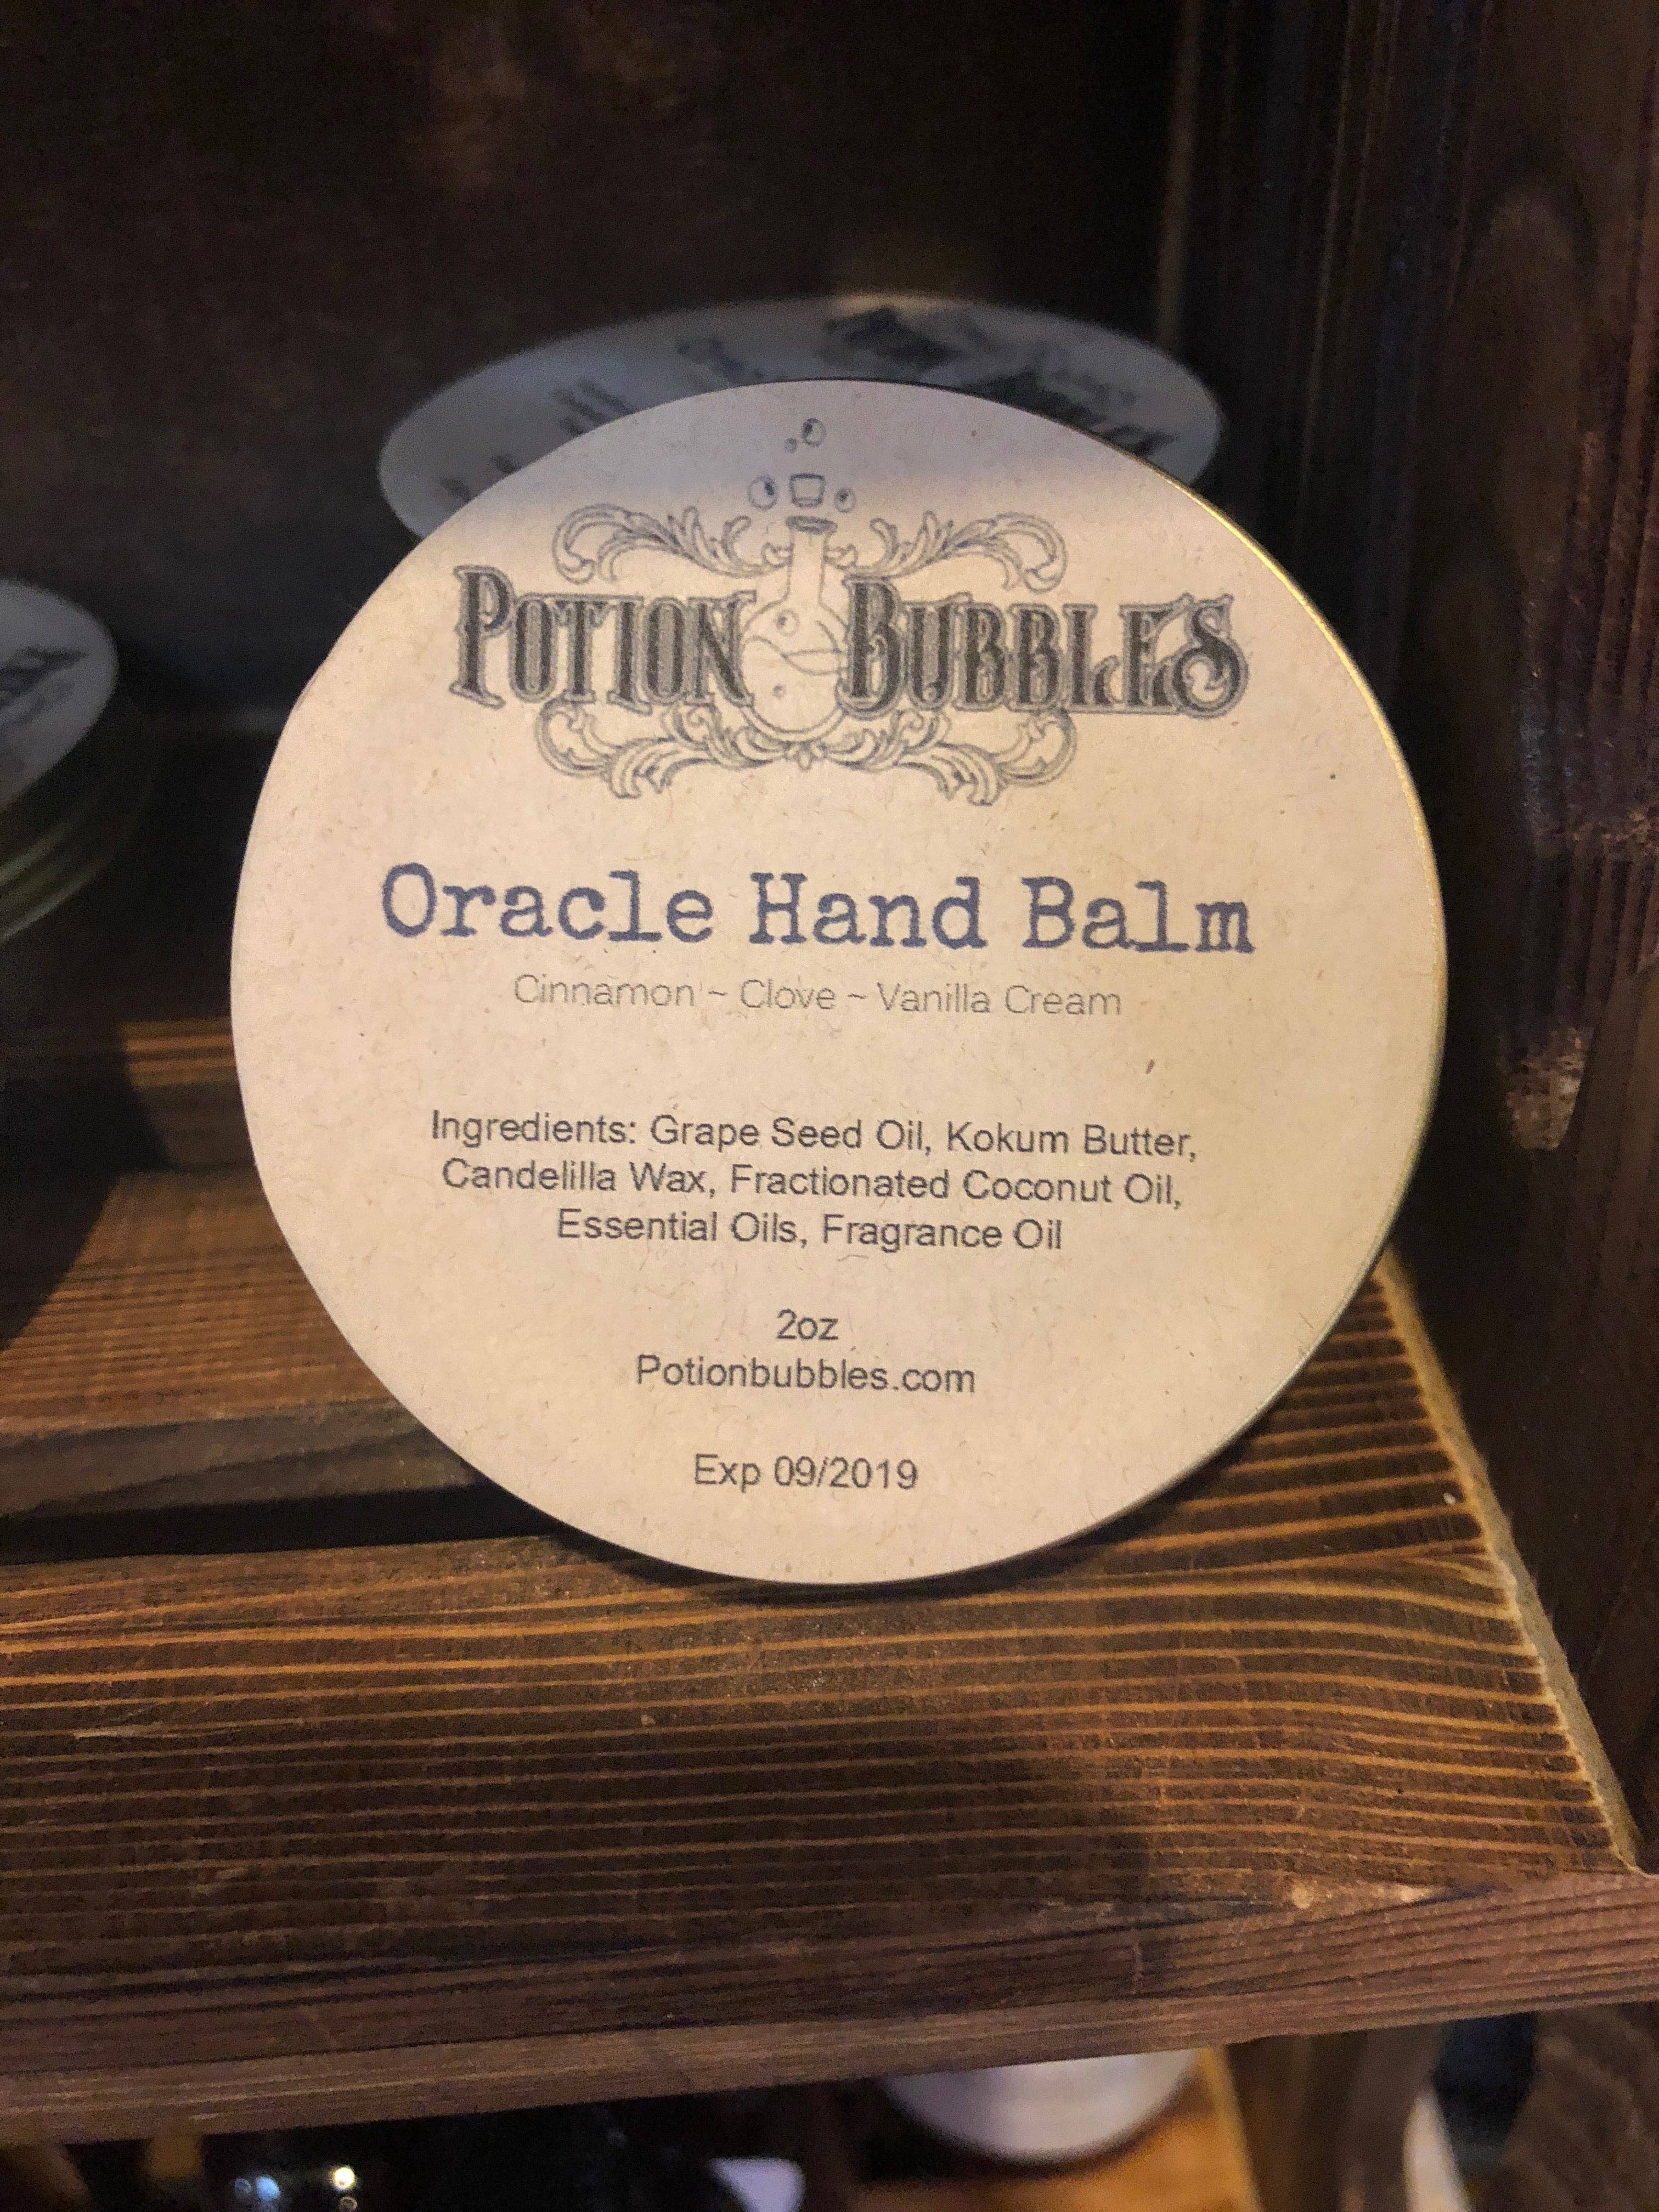 POTION BUBBLES
Oracle Hand Balm
Cinnamon ~ Clove ~ Vanilla Cream
Ingredients: Grape Seed Oil, Kokum Butter,
Candelilla Wax, Fractionated Coconut Oil,
Essential Oils, Fragrance Oil
2oz
Potionbubbles.com
Exp 09/2019